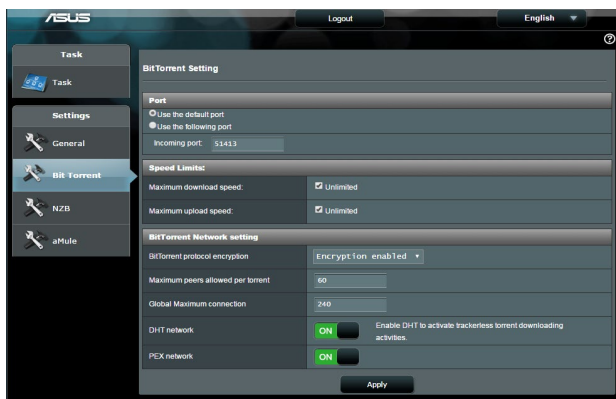 ASUS
Logout
English
?
Task
Task
Settings
General
Bit Torrent
NZB
aMule
BitTorrent Setting
Port
Use the default port
Use the following port
Incoming port: 51413
Speed Limits:
Maximum download speed: Unlimited
Maximum upload speed: Unlimited
BitTorrent Network setting
BitTorrent protocol encryption Encryption enabled
Maximum peers allowed per torrent 60
Global Maximum connection 240
DHT network ON Enable DHT to activate trackerless torrent downloading
activities.
PEX network ON
Apply